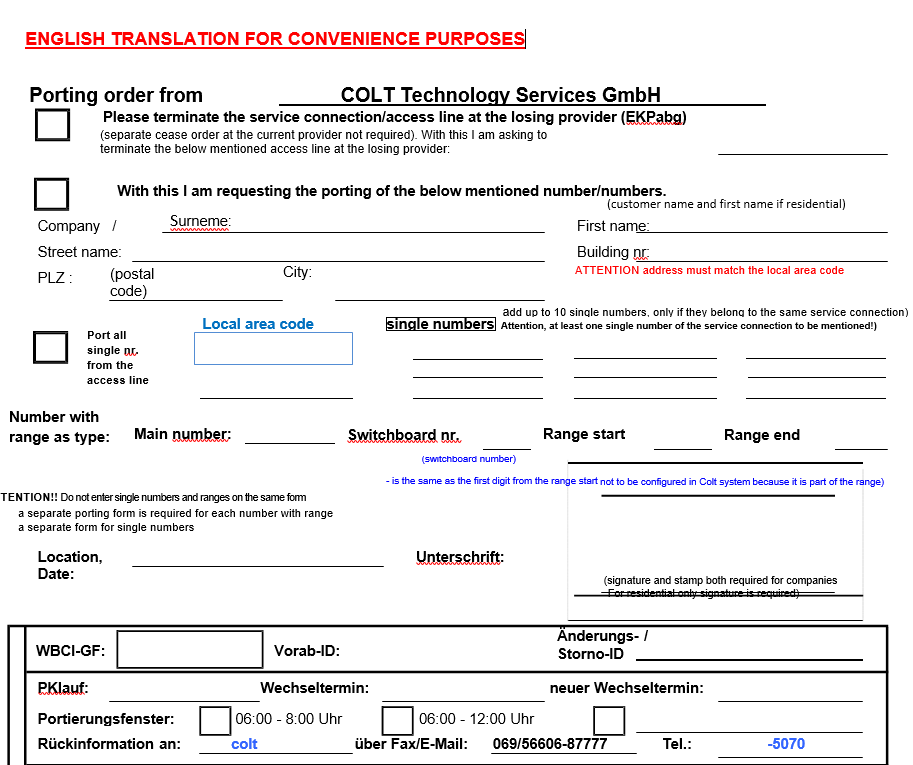 ENGLISH TRANSLATION FOR CONVENIENCE PURPOSES
Porting order from COLT Technology Services GmbH
Please terminate the service connection/access line at the losing provider (EKPabg)
(separate cease order at the current provider not required). With this I am asking to
terminate the below mentioned access line at the losing provider:
With this I am requesting the porting of the below mentioned number/numbers.
(customer name and first name if residential)
Company / Surneme: First name:
Street name: Building nr:
ATTENTION address must match the local area code
PLZ : (postal City:
code)
add up to 10 single numbers, only if they belong to the same service connection)
Local area code single numbers Attention, at least one single number of the service connection to be mentioned!)
Port all
single nr.
from the
access line
Number with
range as type: Main number: Switchboard nr. Range start Range end
(switchboard number)
- is the same as the first digit from the range start not to be configured in Colt system because it is part of the range)
TENTION!! Do not enter single numbers and ranges on the same form
a separate porting form is required for each number with range
a separate form for single numbers
Location, Unterschrift:
Date:
(signature and stamp both required for companies
For residential only signature is required)
Änderungs- /
WBCI-GF: Vorab-ID: Storno-ID
PKlauf: Wechseltermin: neuer Wechseltermin:
Portierungsfenster: 06:00 - 8:00 Uhr 06:00 - 12:00 Uhr
Rückinformation an: colt über Fax/E-Mail: 069/56606-87777 Tel.: -5070